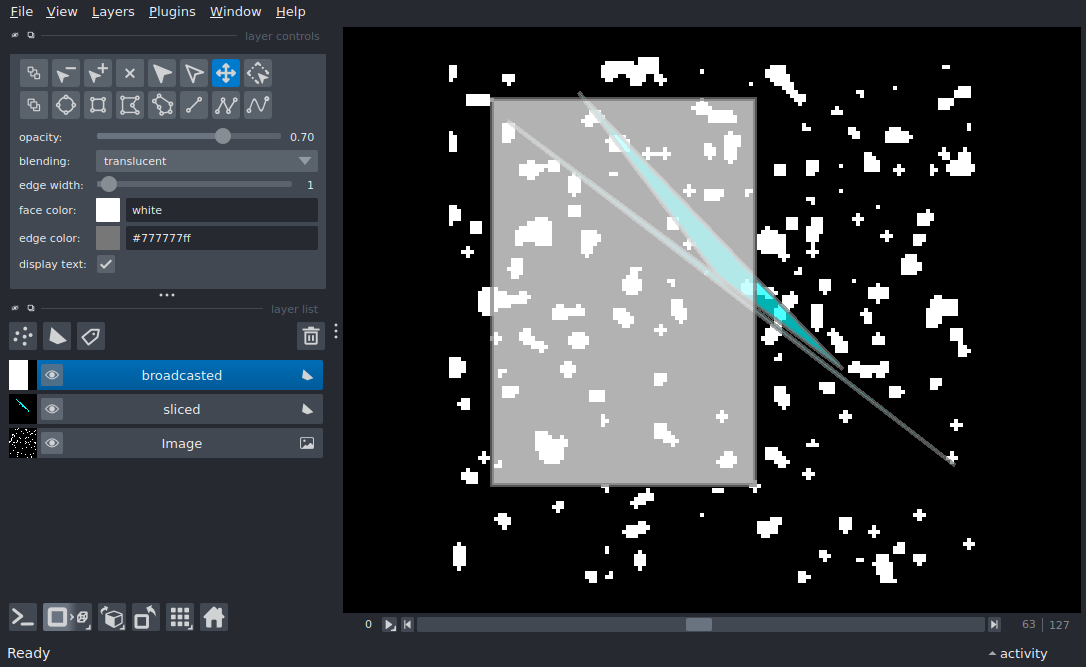 File View Layers Plugins Window Help
layer controls
opacity: 0.70
blending: translucent
edge width: 1
face color: white
edge color: #777777ff
display text:
layer list
broadcasted
sliced
Image
0 63 127
Ready activity